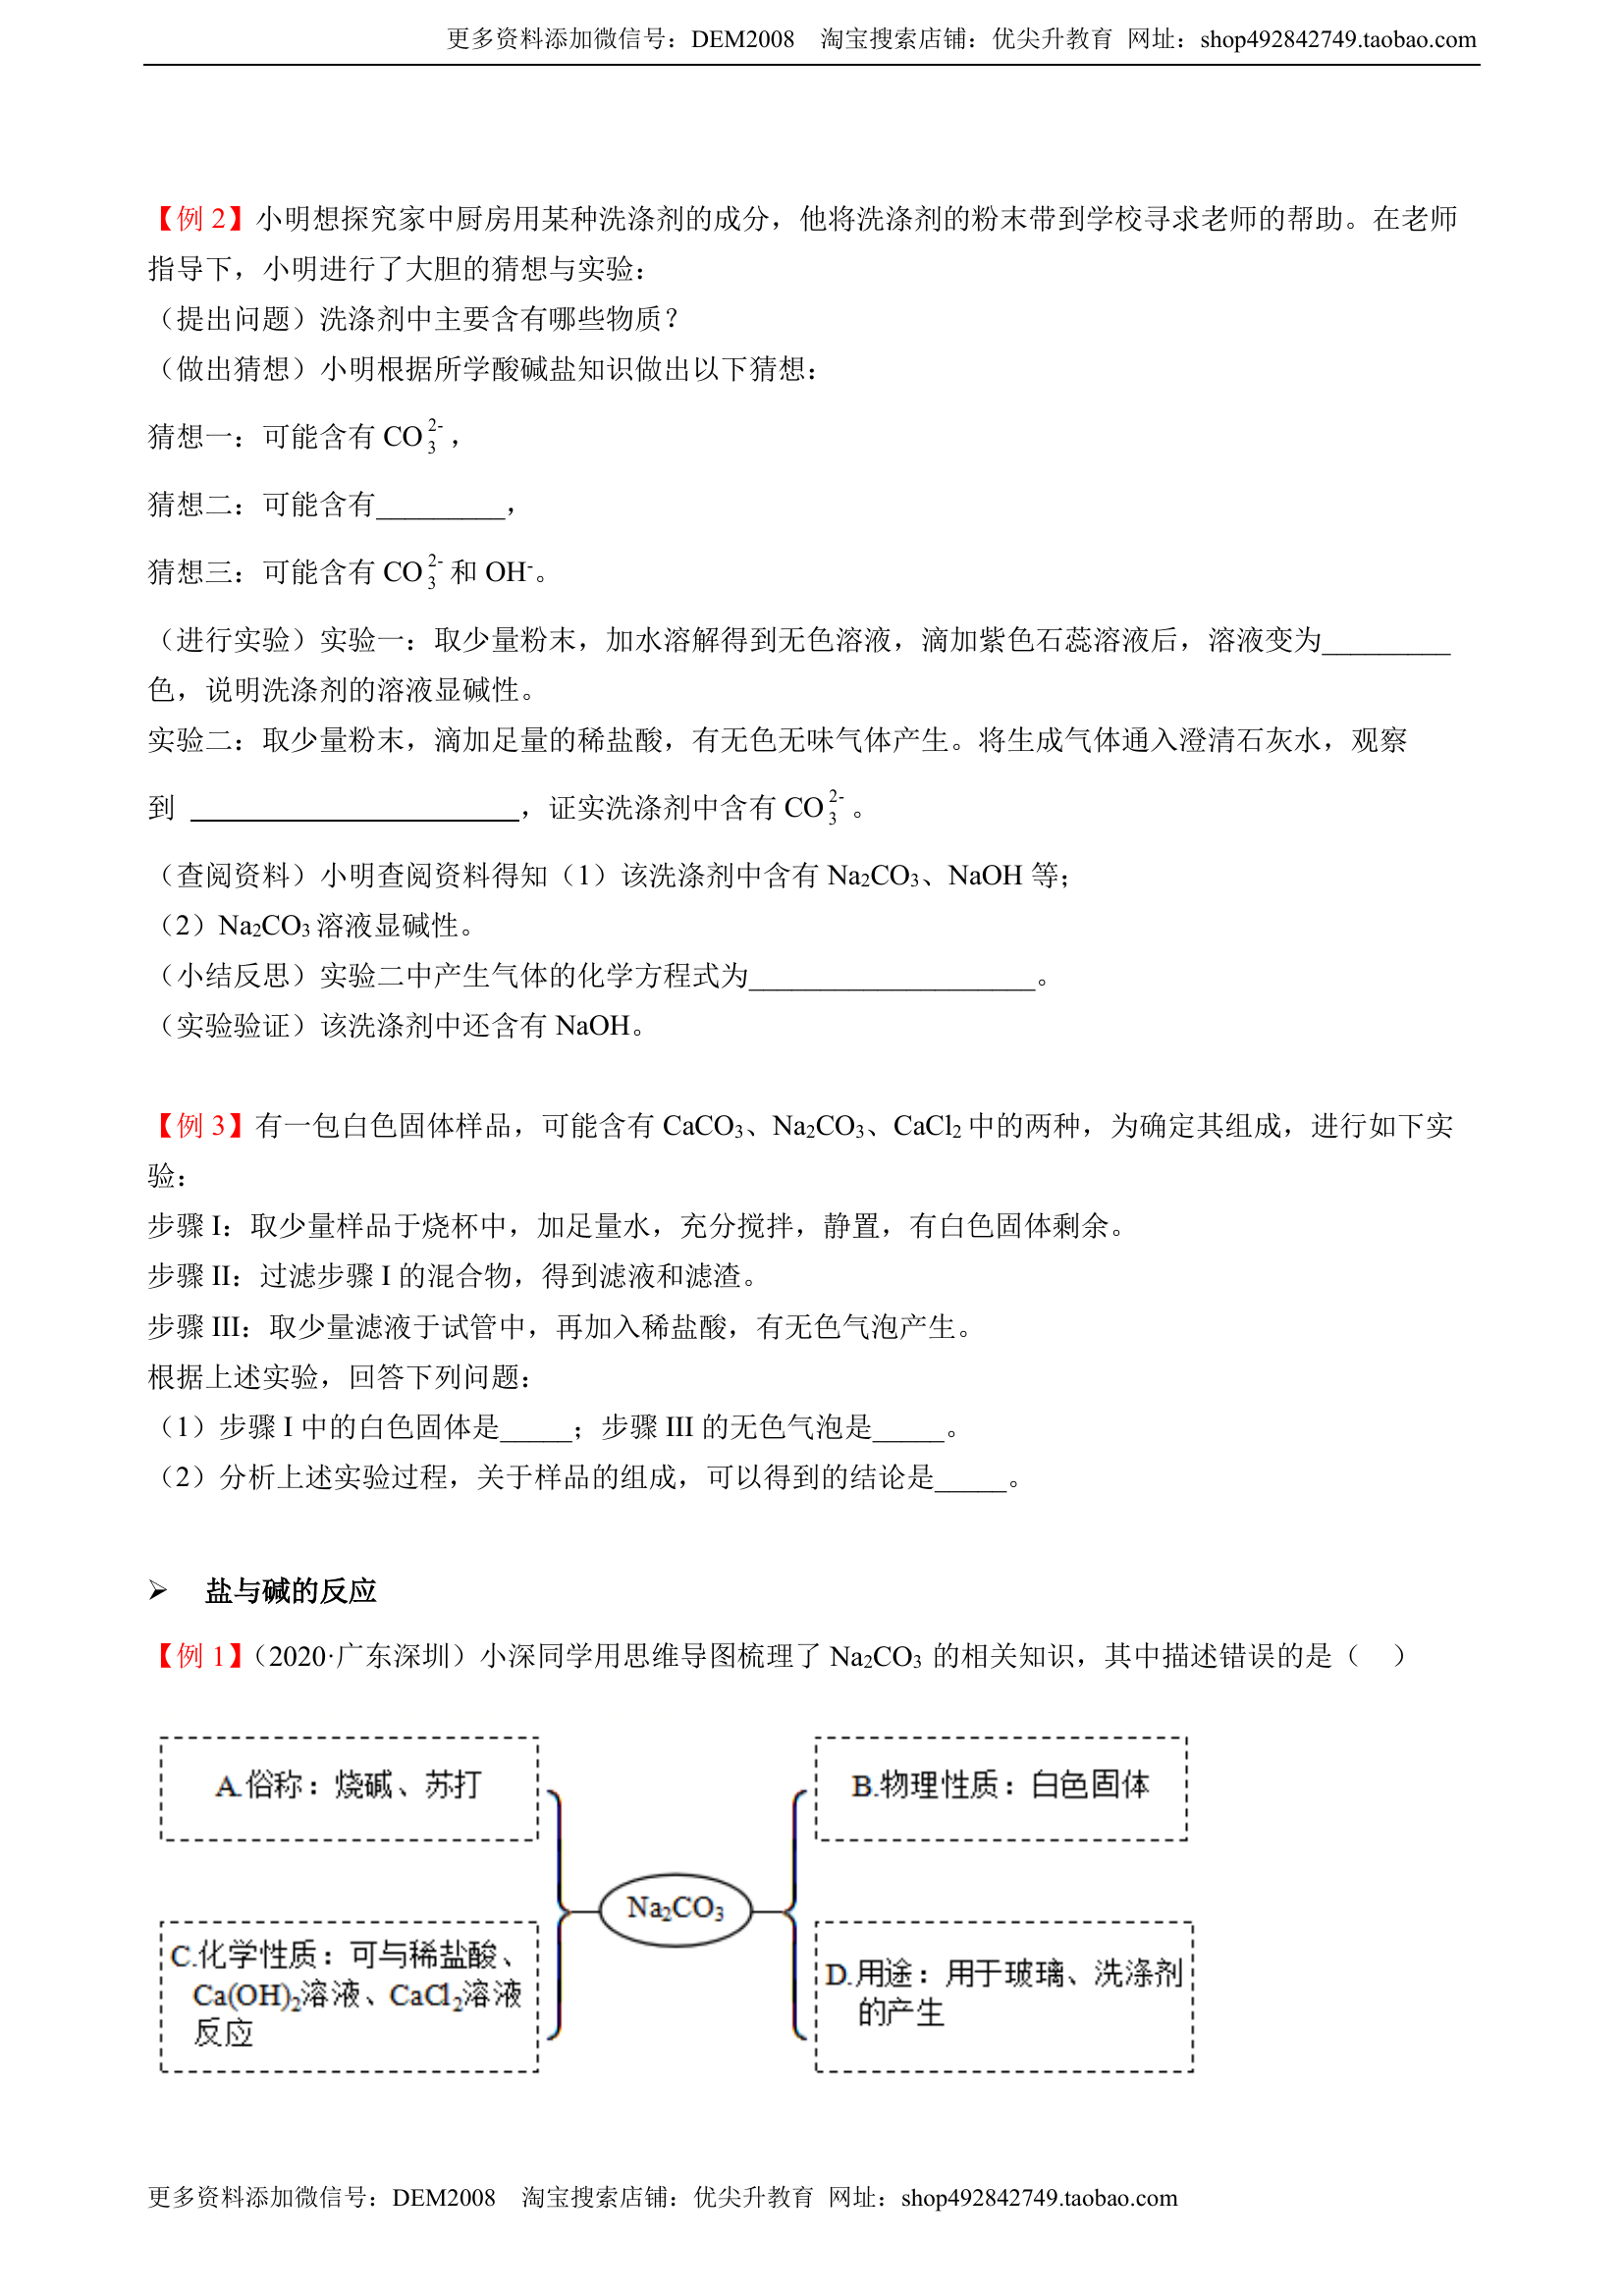 更多资料添加微信号：DEM2008 淘宝搜索店铺：优尖升教育 网址：shop492842749.taobao.com
【例 2】小明想探究家中厨房用某种洗涤剂的成分，他将洗涤剂的粉末带到学校寻求老师的帮助。在老师
指导下，小明进行了大胆的猜想与实验：
（提出问题）洗涤剂中主要含有哪些物质？
（做出猜想）小明根据所学酸碱盐知识做出以下猜想：
猜想一：可能含有 CO₃²⁻，
猜想二：可能含有_________，
猜想三：可能含有 CO₃²⁻ 和 OH⁻。
（进行实验）实验一：取少量粉末，加水溶解得到无色溶液，滴加紫色石蕊溶液后，溶液变为_________
色，说明洗涤剂的溶液显碱性。
实验二：取少量粉末，滴加足量的稀盐酸，有无色无味气体产生。将生成气体通入澄清石灰水，观察
到 _______________________，证实洗涤剂中含有 CO₃²⁻。
（查阅资料）小明查阅资料得知（1）该洗涤剂中含有 Na₂CO₃、NaOH 等；
（2）Na₂CO₃ 溶液显碱性。
（小结反思）实验二中产生气体的化学方程式为____________________。
（实验验证）该洗涤剂中还含有 NaOH。
【例 3】有一包白色固体样品，可能含有 CaCO₃、Na₂CO₃、CaCl₂ 中的两种，为确定其组成，进行如下实
验：
步骤 I：取少量样品于烧杯中，加足量水，充分搅拌，静置，有白色固体剩余。
步骤 II：过滤步骤 I 的混合物，得到滤液和滤渣。
步骤 III：取少量滤液于试管中，再加入稀盐酸，有无色气泡产生。
根据上述实验，回答下列问题：
（1）步骤 I 中的白色固体是_____；步骤 III 的无色气泡是_____。
（2）分析上述实验过程，关于样品的组成，可以得到的结论是_____。
➢ 盐与碱的反应
【例 1】（2020·广东深圳）小深同学用思维导图梳理了 Na₂CO₃ 的相关知识，其中描述错误的是（ ）
A.俗称：烧碱、苏打
B.物理性质：白色固体
Na₂CO₃
C.化学性质：可与稀盐酸、
Ca(OH)₂溶液、CaCl₂溶液
反应
D.用途：用于玻璃、洗涤剂
的产生
更多资料添加微信号：DEM2008 淘宝搜索店铺：优尖升教育 网址：shop492842749.taobao.com